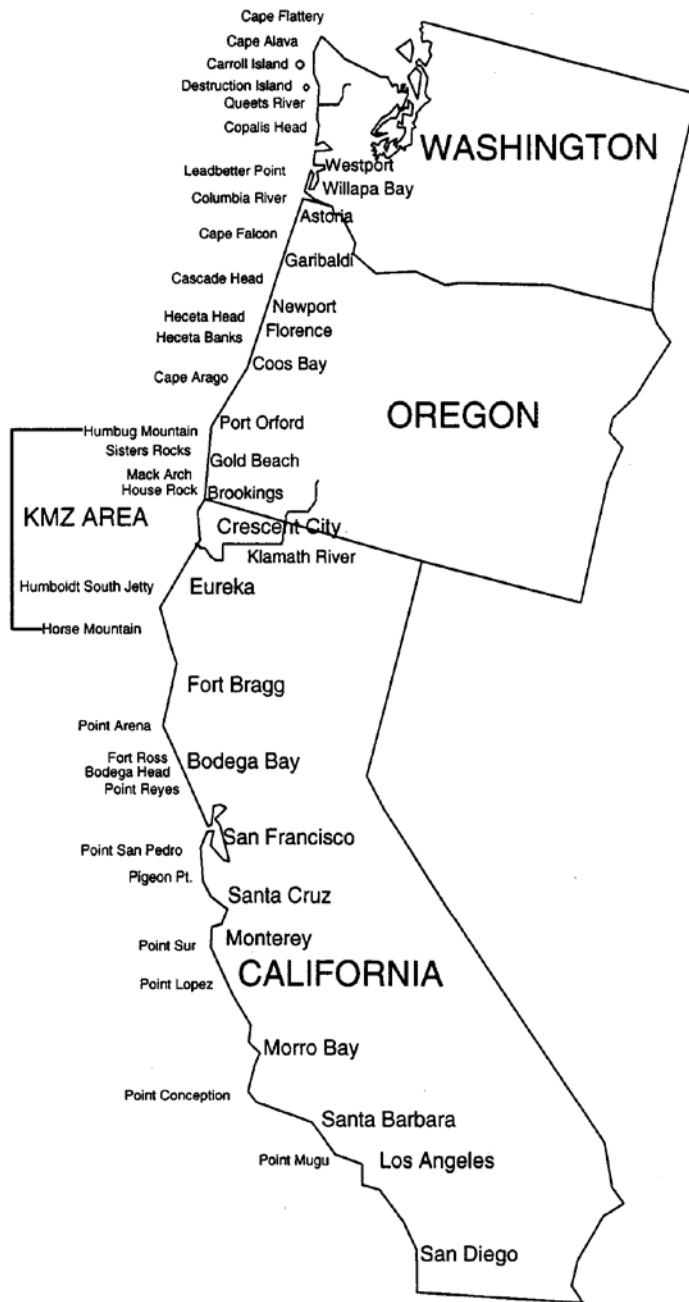 Cape Flattery
Cape Alava
Carroll Island
Destruction Island
Queets River
Copalis Head
WASHINGTON
Westport
Leadbetter Point
Willapa Bay
Columbia River
Astoria
Cape Falcon
Garibaldi
Cascade Head
Newport
Heceta Head
Florence
Heceta Banks
Coos Bay
Cape Arago
OREGON
Port Orford
Humbug Mountain
Sisters Rocks
Gold Beach
Mack Arch
House Rock
Brookings
KMZ AREA
Crescent City
Klamath River
Humboldt South Jetty
Eureka
Horse Mountain
Fort Bragg
Point Arena
Fort Ross
Bodega Bay
Bodega Head
Point Reyes
San Francisco
Point San Pedro
Pigeon Pt.
Santa Cruz
Monterey
Point Sur
CALIFORNIA
Point Lopez
Morro Bay
Point Conception
Santa Barbara
Point Mugu
Los Angeles
San Diego